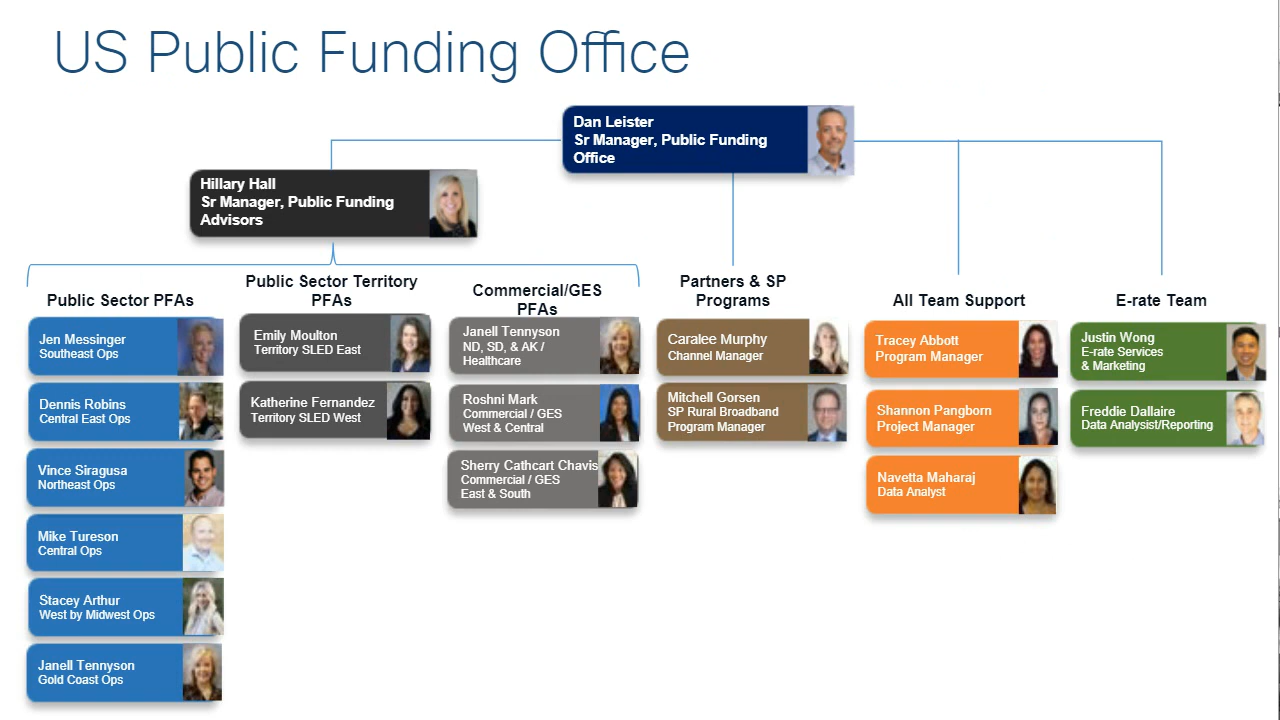 US Public Funding Office
Dan Leister
Sr Manager, Public Funding
Office
Hillary Hall
Sr Manager, Public Funding
Advisors
Public Sector PFAs
Jen Messinger
Southeast Ops
Dennis Robins
Central East Ops
Vince Siragusa
Northeast Ops
Mike Tureson
Central Ops
Stacey Arthur
West by Midwest Ops
Janell Tennyson
Gold Coast Ops
Public Sector Territory
PFAs
Emily Moulton
Territory SLED East
Katherine Fernandez
Territory SLED West
Commercial/GES
PFAs
Janell Tennyson
ND, SD, & AK /
Healthcare
Roshni Mark
Commercial / GES
West & Central
Sherry Cathcart Chavis
Commercial / GES
East & South
Partners & SP
Programs
Caralee Murphy
Channel Manager
Mitchell Gorsen
SP Rural Broadband
Program Manager
All Team Support
Tracey Abbott
Program Manager
Shannon Pangborn
Project Manager
Navetta Maharaj
Data Analyst
E-rate Team
Justin Wong
E-rate Services
& Marketing
Freddie Dallaire
Data Analysist/Reporting